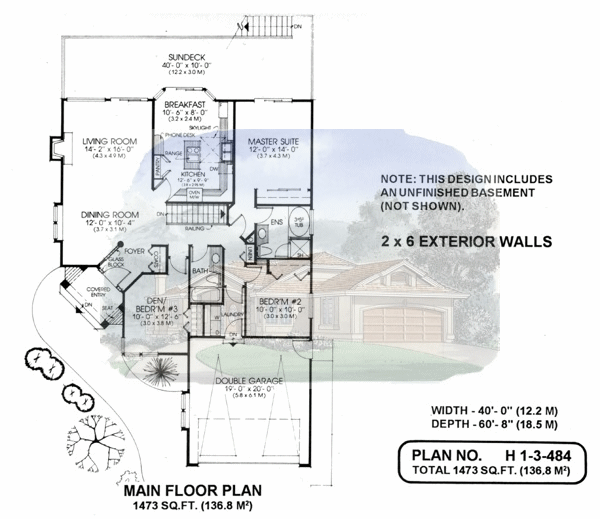 DN
SUNDECK
40'- 0" x 10'- 0"
(12.2 x 3.0 M)
BREAKFAST
10'- 6" x 8'- 0"
(3.2 x 2.4 M)
SKYLIGHT
PHONE DESK
LIVING ROOM
14'- 2" x 16'- 0"
(4.3 x 4.9 M)
MASTER SUITE
12'- 0" x 14'- 0"
(3.7 x 4.3 M)
RANGE
PANTRY
DW
KITCHEN
12'- 6" x 9'- 9"
OVEN
NOTE: THIS DESIGN INCLUDES
AN UNFINISHED BASEMENT
(NOT SHOWN).
2 x 6 EXTERIOR WALLS
DINING ROOM
12'- 0" x 10'- 4"
(3.7 x 3.1 M)
DN
RAILING
ENS
TUB
SH
LINEN
FOYER
GLASS
BLOCK
COATS
BATH
COVERED
ENTRY
DN
SEAT
DEN/
BEDR'M #3
10'- 0" x 12'- 6"
(3.0 x 3.8 M)
BEDR'M #2
10'- 0" x 10'- 0"
(3.0 x 3.0 M)
LAUNDRY
W
DN
DOUBLE GARAGE
19'- 0" x 20'- 0"
(5.8 x 6.1 M)
WIDTH - 40'- 0" (12.2 M)
DEPTH - 60'- 8" (18.5 M)
PLAN NO. H 1-3-484
TOTAL 1473 SQ.FT. (136.8 M²)
MAIN FLOOR PLAN
1473 SQ.FT. (136.8 M²)